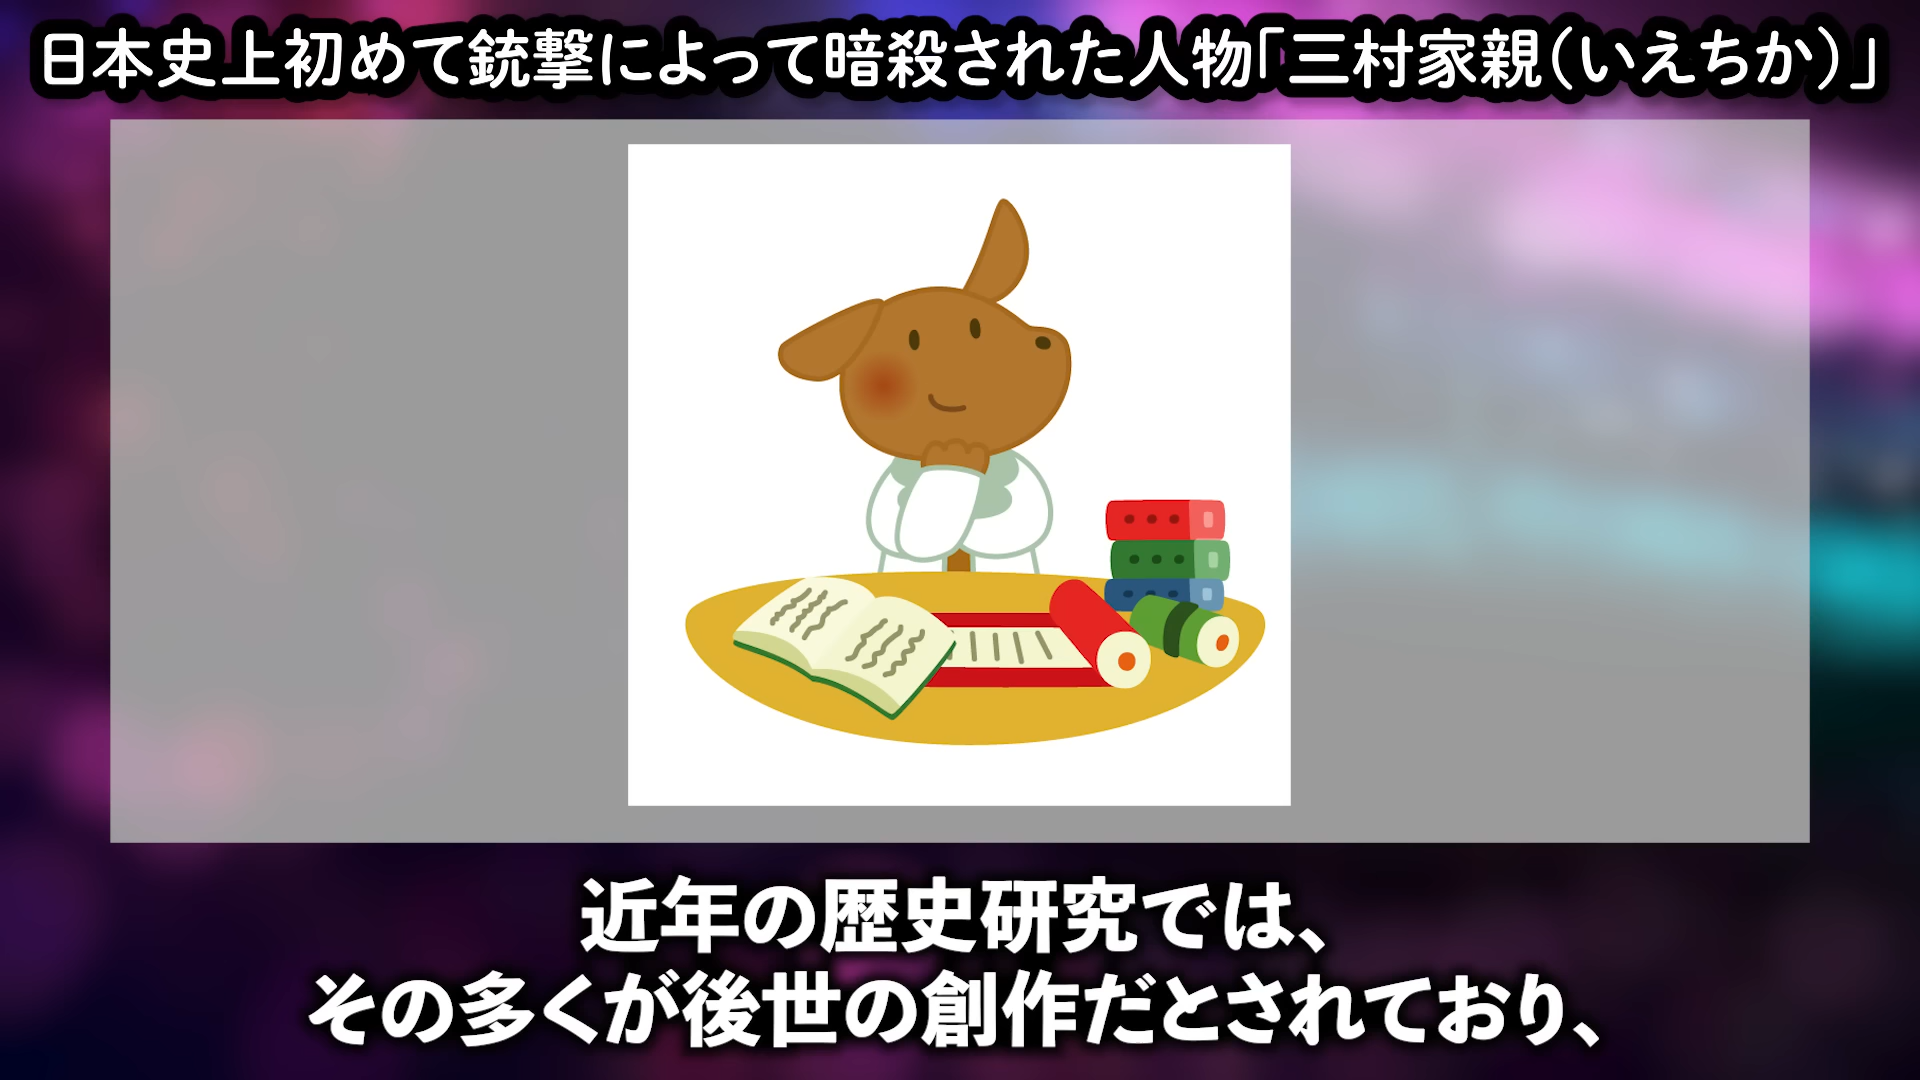 日本史上初めて銃撃によって暗殺された人物「三村家親(いえちか)」
近年の歴史研究では、
その多くが後世の創作だとされており、